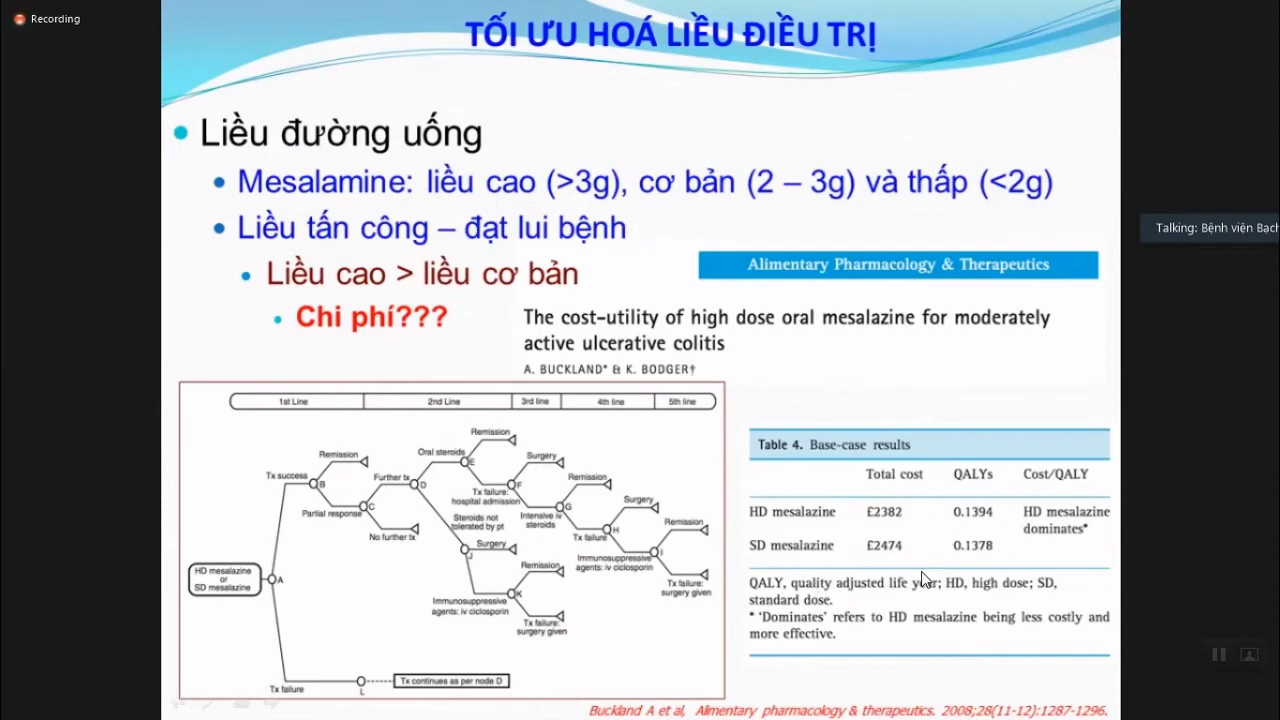 Recording
TỐI ƯU HOÁ LIỀU ĐIỀU TRỊ
Liều đường uống
Mesalamine: liều cao (>3g), cơ bản (2 – 3g) và thấp (<2g)
Liều tấn công – đạt lui bệnh
Talking: Bệnh viện Bạch
Liều cao > liều cơ bản
Chi phí???
Alimentary Pharmacology & Therapeutics
The cost–utility of high dose oral mesalazine for moderately
active ulcerative colitis
A. BUCKLAND* & K. BODGER†
1st Line 2nd Line 3rd line 4th line 5th line
Remission
Oral steroids
E
Remission
Surgery
Tx success
B
Further tx
D
F
Remission
Tx failure:
hospital admission
Partial response
C
G
Surgery
Steroids not
tolerated by pt
Intensive iv
steroids
H
Remission
No further tx
Tx failure
Surgery
J
I
Immunosuppressive
agents: iv ciclosporin
HD mesalazine
or
SD mesalazine
A
Remission
Tx failure:
surgery given
K
Immunosuppressive
agents: iv ciclosporin
Tx failure:
surgery given
Tx failure
L
Tx continues as per node D
Table 4. Base-case results
Total cost QALYs Cost/QALY
HD mesalazine £2382 0.1394 HD mesalazine
dominates*
SD mesalazine £2474 0.1378
QALY, quality adjusted life year; HD, high dose; SD,
standard dose.
* ‘Dominates’ refers to HD mesalazine being less costly and
more effective.
Buckland A et al, Alimentary pharmacology & therapeutics. 2008;28(11-12):1287-1296.